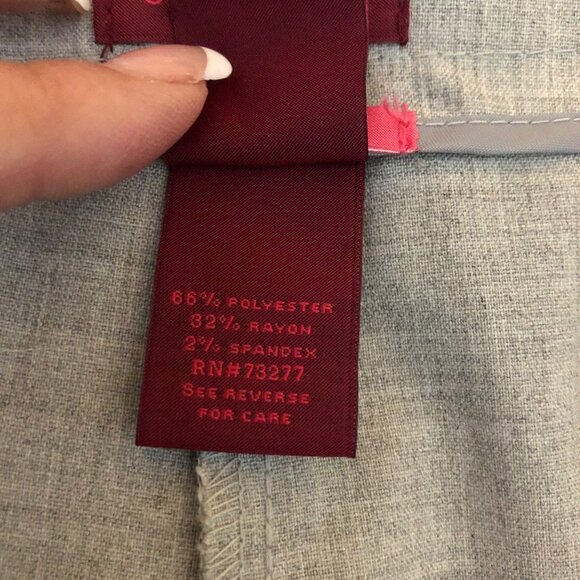 66% POLYESTER
32% RAYON
2% SPANDEX
RN#73277
SEE REVERSE
FOR CARE